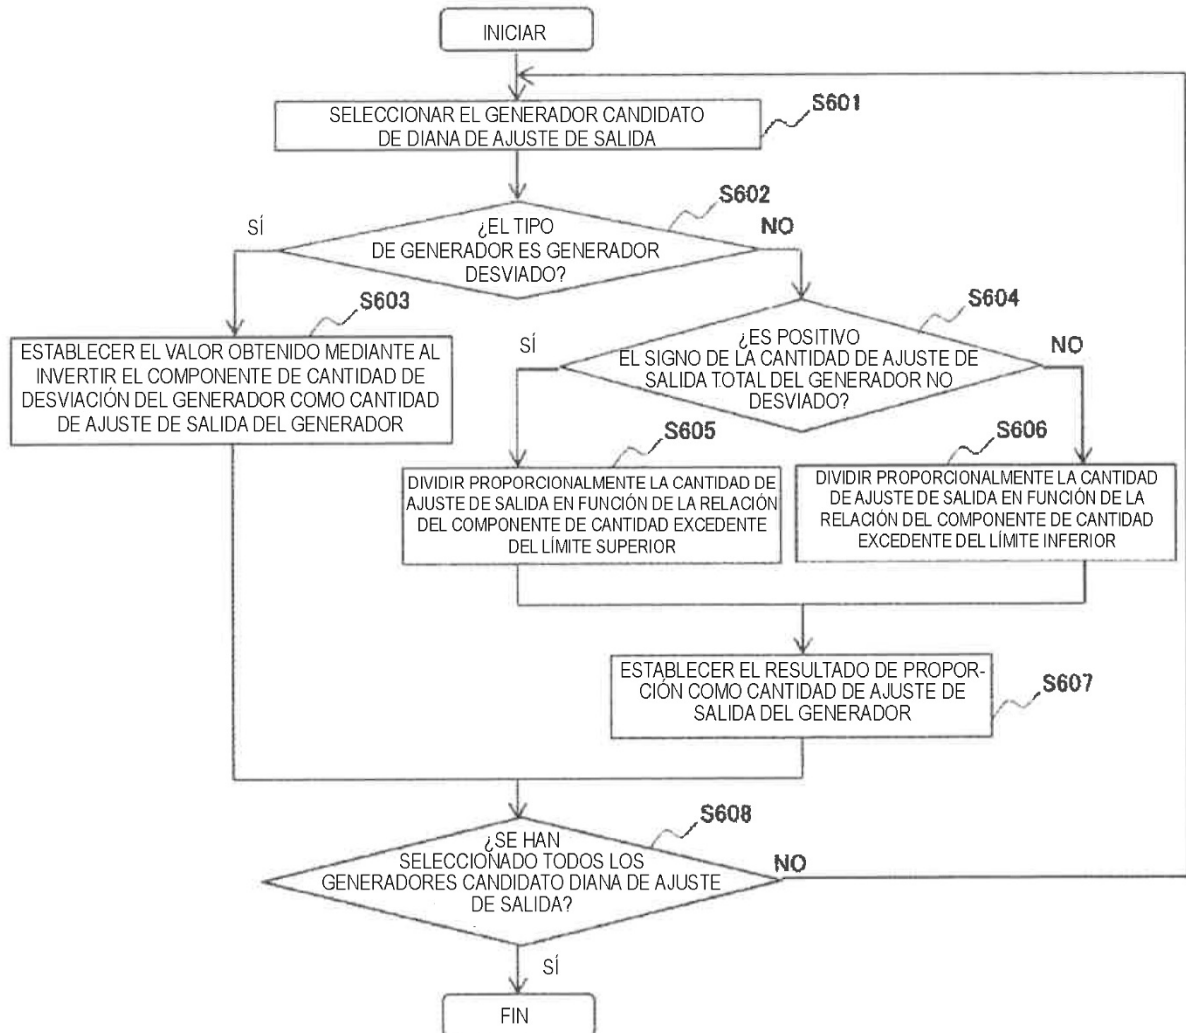 INICIAR
S601
SELECCIONAR EL GENERADOR CANDIDATO
DE DIANA DE AJUSTE DE SALIDA
S602
SÍ
NO
¿EL TIPO
DE GENERADOR ES GENERADOR
DESVIADO?
S603
ESTABLECER EL VALOR OBTENIDO MEDIANTE AL
INVERTIR EL COMPONENTE DE CANTIDAD DE
DESVIACIÓN DEL GENERADOR COMO CANTIDAD
DE AJUSTE DE SALIDA DEL GENERADOR
S604
SÍ
NO
¿ES POSITIVO
EL SIGNO DE LA CANTIDAD DE AJUSTE DE
SALIDA TOTAL DEL GENERADOR NO
DESVIADO?
S605
DIVIDIR PROPORCIONALMENTE LA CANTIDAD DE
AJUSTE DE SALIDA EN FUNCIÓN DE LA RELACIÓN
DEL COMPONENTE DE CANTIDAD EXCEDENTE
DEL LÍMITE SUPERIOR
S606
DIVIDIR PROPORCIONALMENTE LA CANTIDAD
DE AJUSTE DE SALIDA EN FUNCIÓN DE LA
RELACIÓN DEL COMPONENTE DE CANTIDAD
EXCEDENTE DEL LÍMITE INFERIOR
ESTABLECER EL RESULTADO DE PROPOR-
CIÓN COMO CANTIDAD DE AJUSTE DE
SALIDA DEL GENERADOR
S607
S608
¿SE HAN
SELECCIONADO TODOS LOS
GENERADORES CANDIDATO DIANA DE AJUSTE
DE SALIDA?
NO
SÍ
FIN